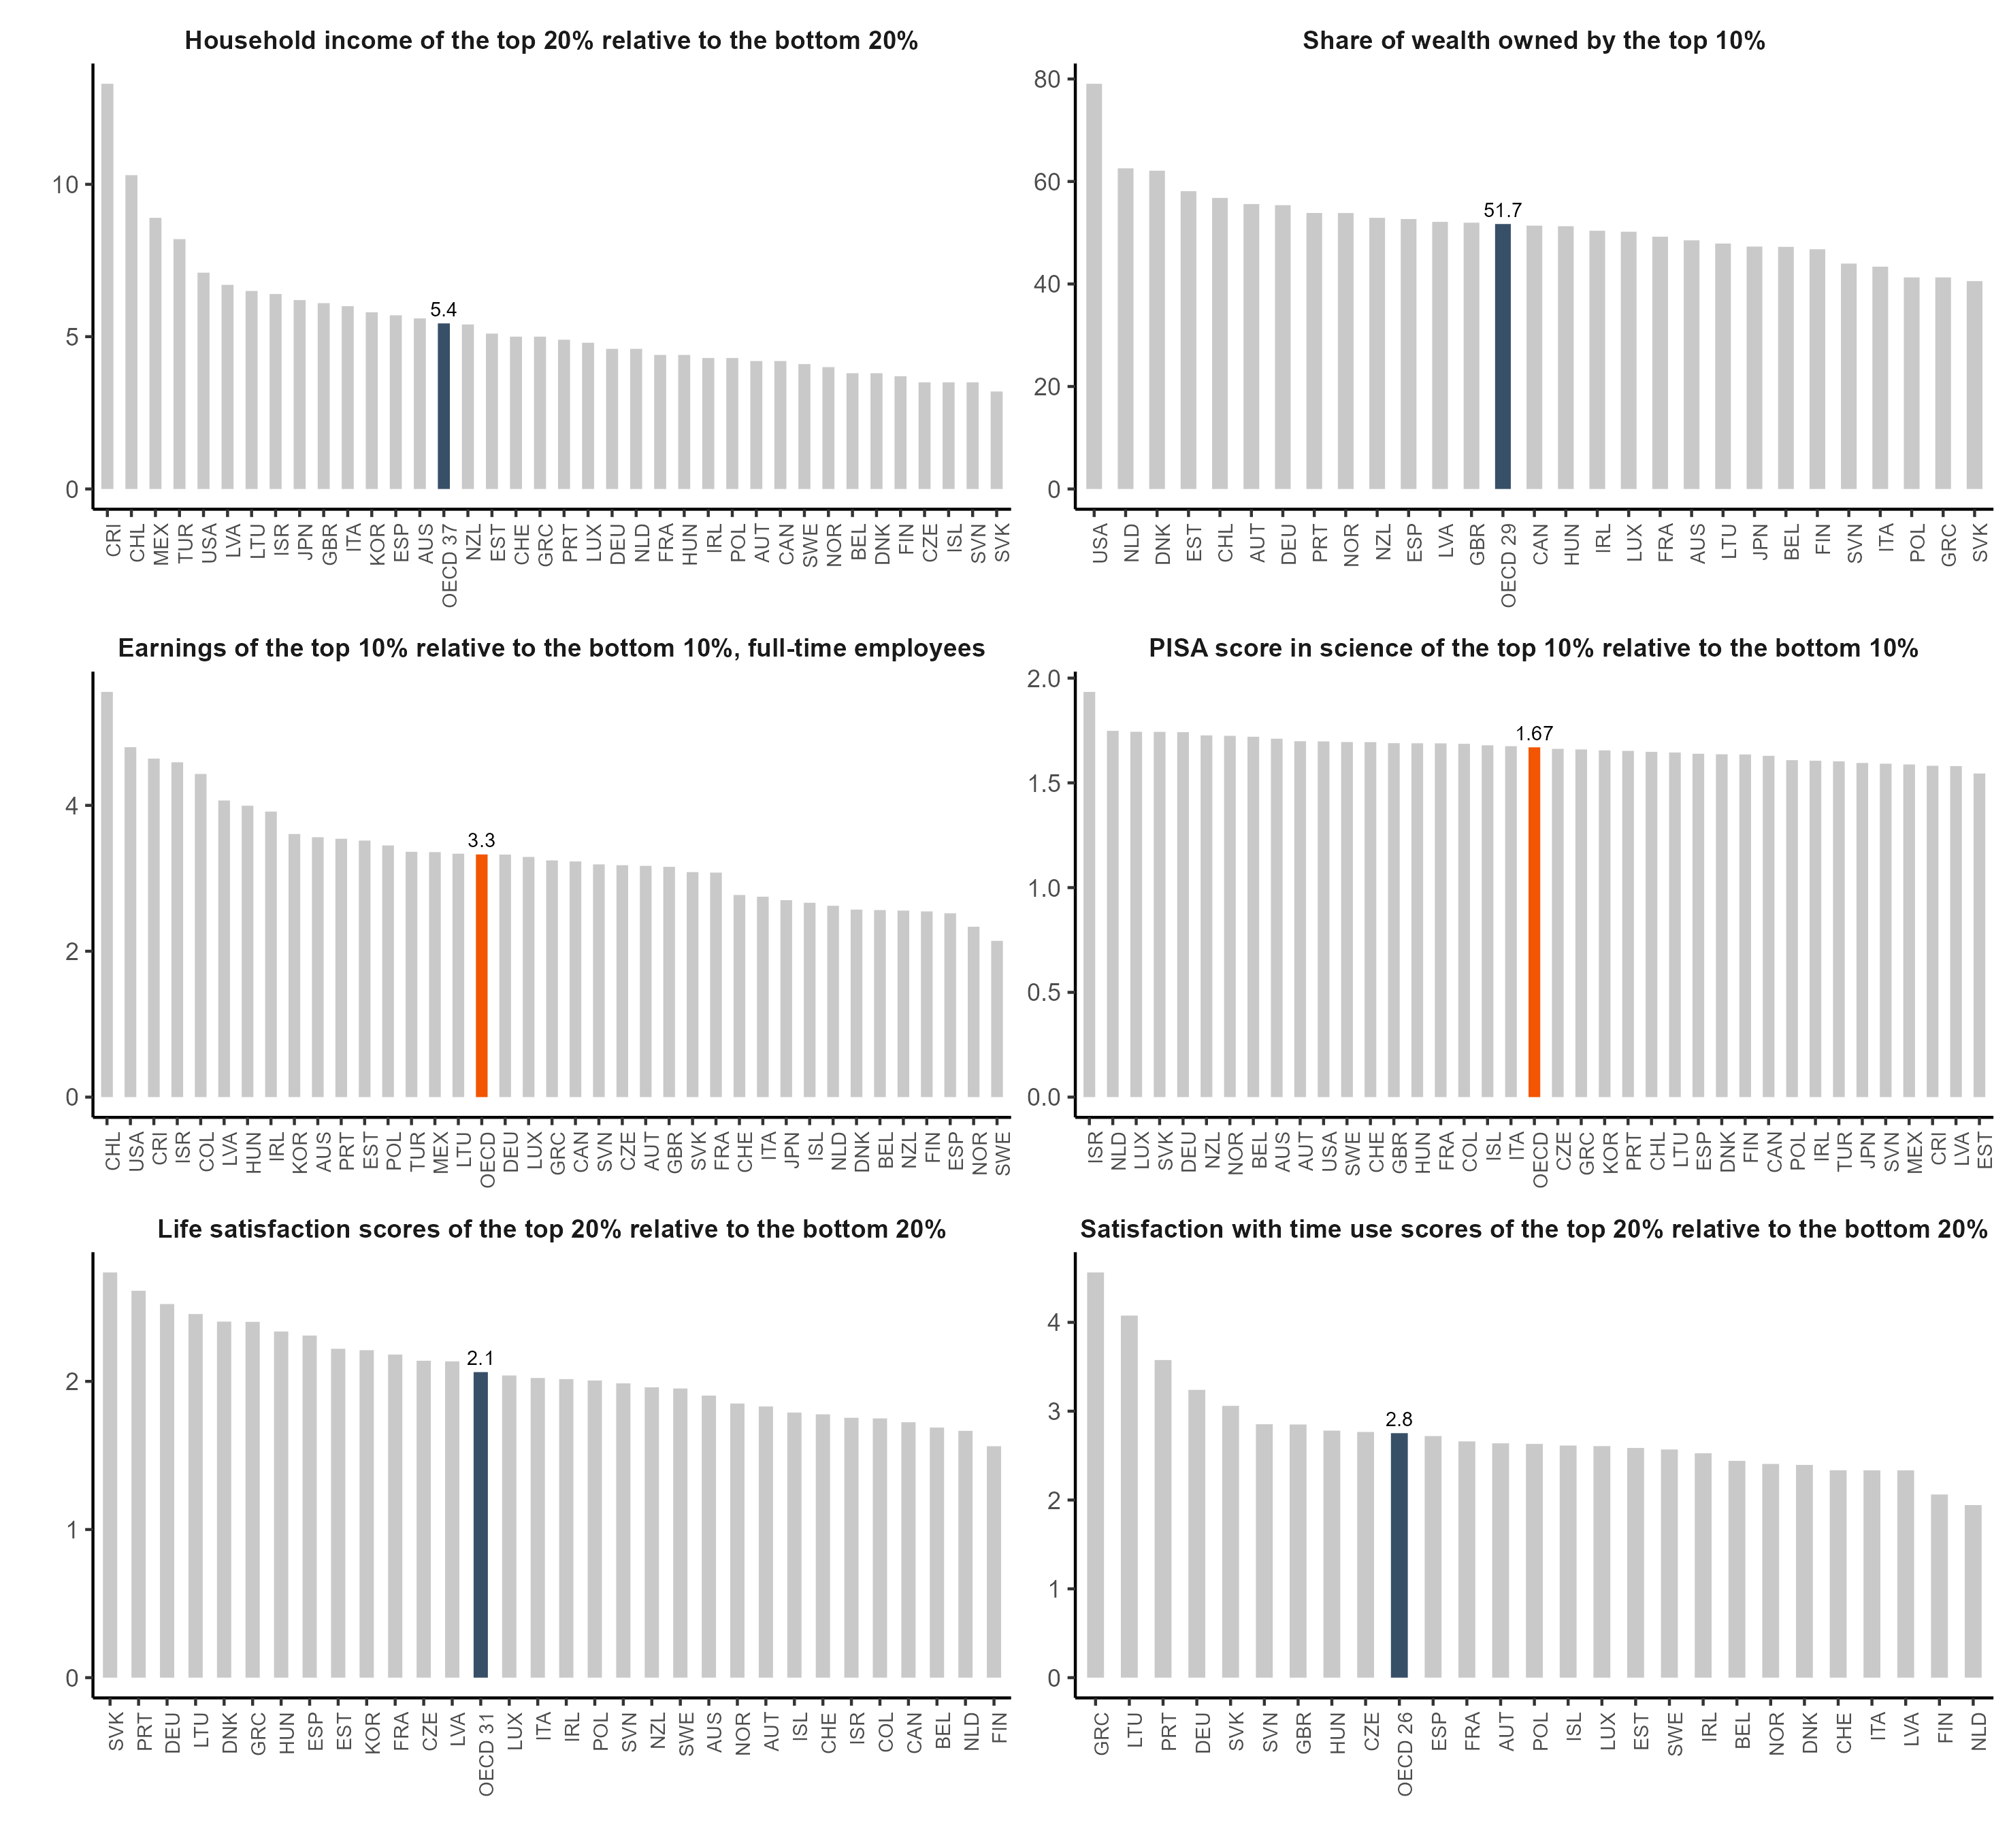 Household income of the top 20% relative to the bottom 20%
10
5
0
5.4
CRI CHL MEX TUR USA LVA LTU ISR JPN GBR ITA KOR ESP AUS OECD 37 NZL EST CHE GRC PRT LUX DEU NLD FRA HUN IRL POL AUT CAN SWE NOR BEL DNK FIN CZE ISL SVN SVK
Share of wealth owned by the top 10%
80
60
40
20
0
51.7
USA NLD DNK EST CHL AUT DEU PRT NOR NZL ESP LVA GBR OECD 29 CAN HUN IRL LUX FRA AUS LTU JPN BEL FIN SVN ITA POL GRC SVK
Earnings of the top 10% relative to the bottom 10%, full-time employees
4
2
0
3.3
CHL USA CRI ISR COL LVA HUN IRL KOR AUS PRT EST POL TUR MEX LTU OECD DEU LUX GRC CAN SVN CZE AUT GBR SVK FRA CHE ITA JPN ISL NLD DNK BEL NZL FIN ESP NOR SWE
PISA score in science of the top 10% relative to the bottom 10%
2.0
1.5
1.0
0.5
0.0
1.67
ISR NLD LUX SVK DEU NZL NOR BEL AUS AUT USA SWE CHE GBR HUN FRA COL ISL ITA OECD CZE GRC KOR PRT CHL LTU ESP DNK FIN CAN POL IRL TUR JPN SVN MEX CRI LVA EST
Life satisfaction scores of the top 20% relative to the bottom 20%
2
1
0
2.1
SVK PRT DEU LTU DNK GRC HUN ESP EST KOR FRA CZE LVA OECD 31 LUX ITA IRL POL SVN NZL SWE AUS NOR AUT ISL CHE ISR COL CAN BEL NLD FIN
Satisfaction with time use scores of the top 20% relative to the bottom 20%
4
3
2
1
0
2.8
GRC LTU PRT DEU SVK SVN GBR HUN CZE OECD 26 ESP FRA AUT POL ISL LUX EST SWE IRL BEL NOR DNK CHE ITA LVA FIN NLD